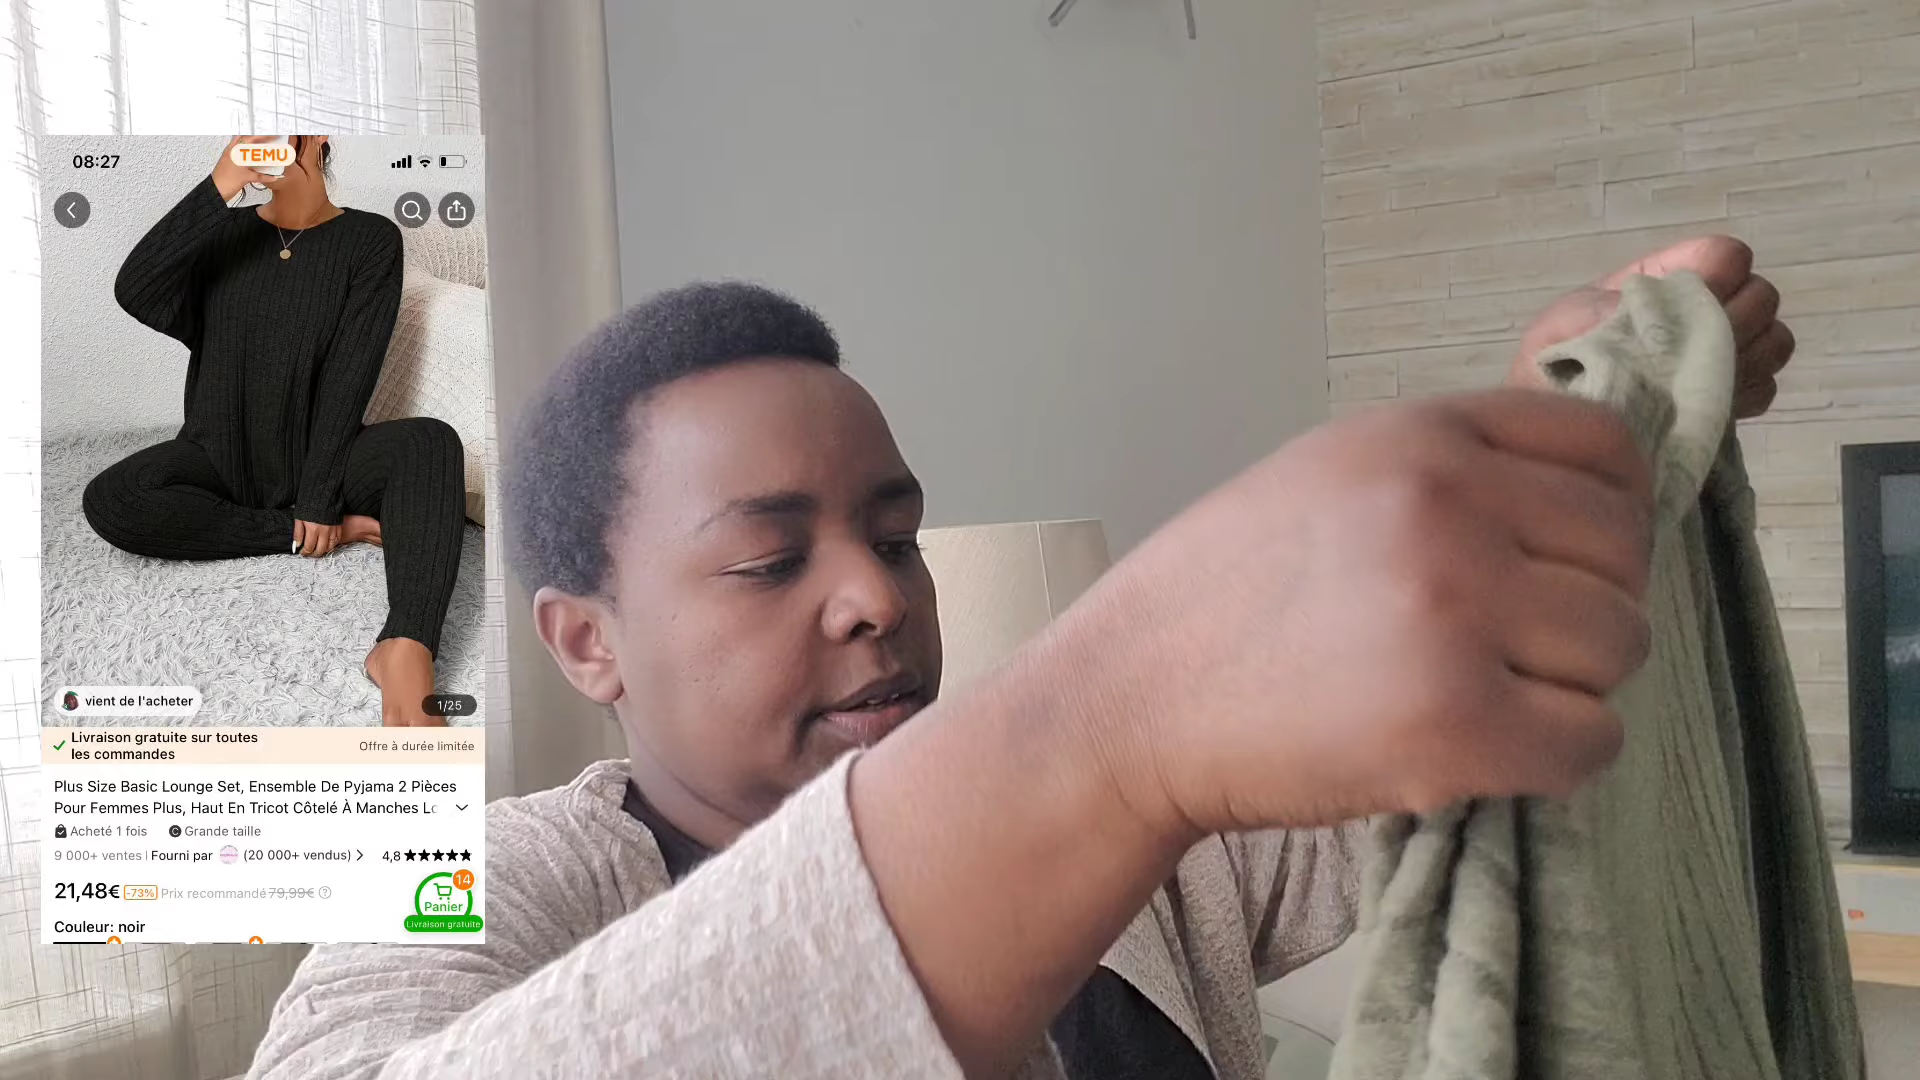 08:27
TEMU
vient de l'acheter
1/25
Livraison gratuite sur toutes
les commandes
Offre à durée limitée
Plus Size Basic Lounge Set, Ensemble De Pyjama 2 Pièces
Pour Femmes Plus, Haut En Tricot Côtelé À Manches Lo
Acheté 1 fois
Grande taille
9 000+ ventes | Fourni par (20 000+ vendus) 4,8
21,48€ -73% Prix recommandé 79,99€
14
Panier
Livraison gratuite
Couleur: noir